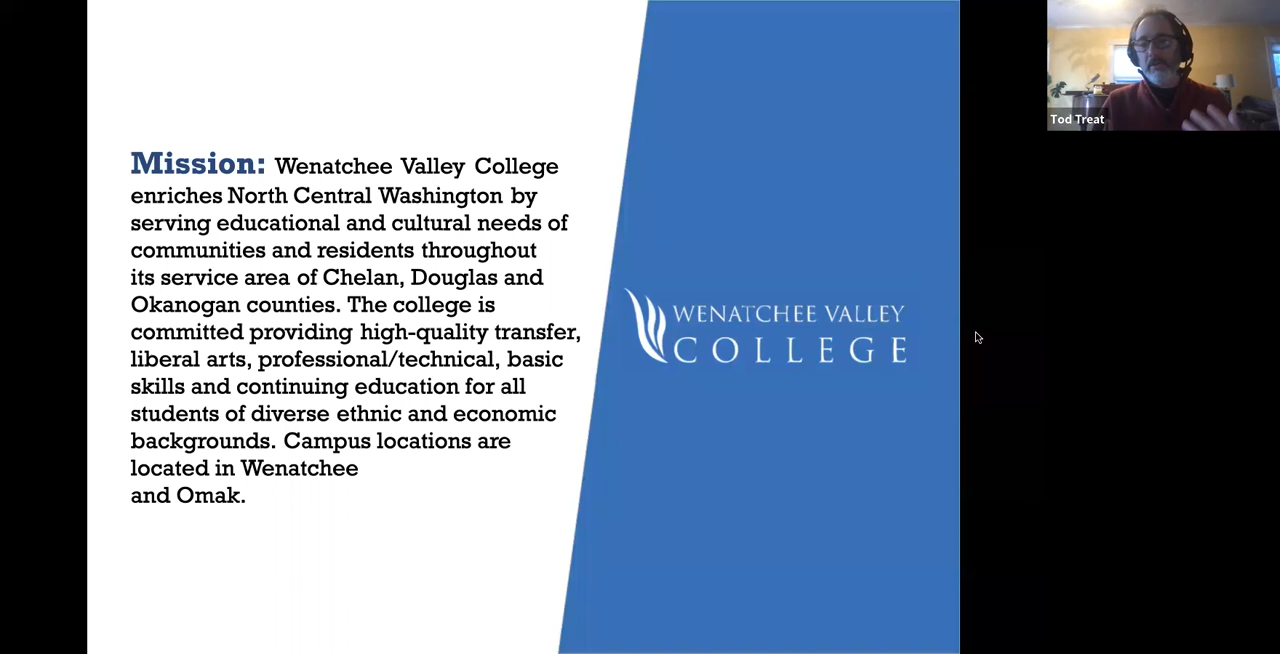 Mission: Wenatchee Valley College
enriches North Central Washington by
serving educational and cultural needs of
communities and residents throughout
its service area of Chelan, Douglas and
Okanogan counties. The college is
committed providing high-quality transfer,
liberal arts, professional/technical, basic
skills and continuing education for all
students of diverse ethnic and economic
backgrounds. Campus locations are
located in Wenatchee
and Omak.
WENATCHEE VALLEY
COLLEGE
Tod Treat